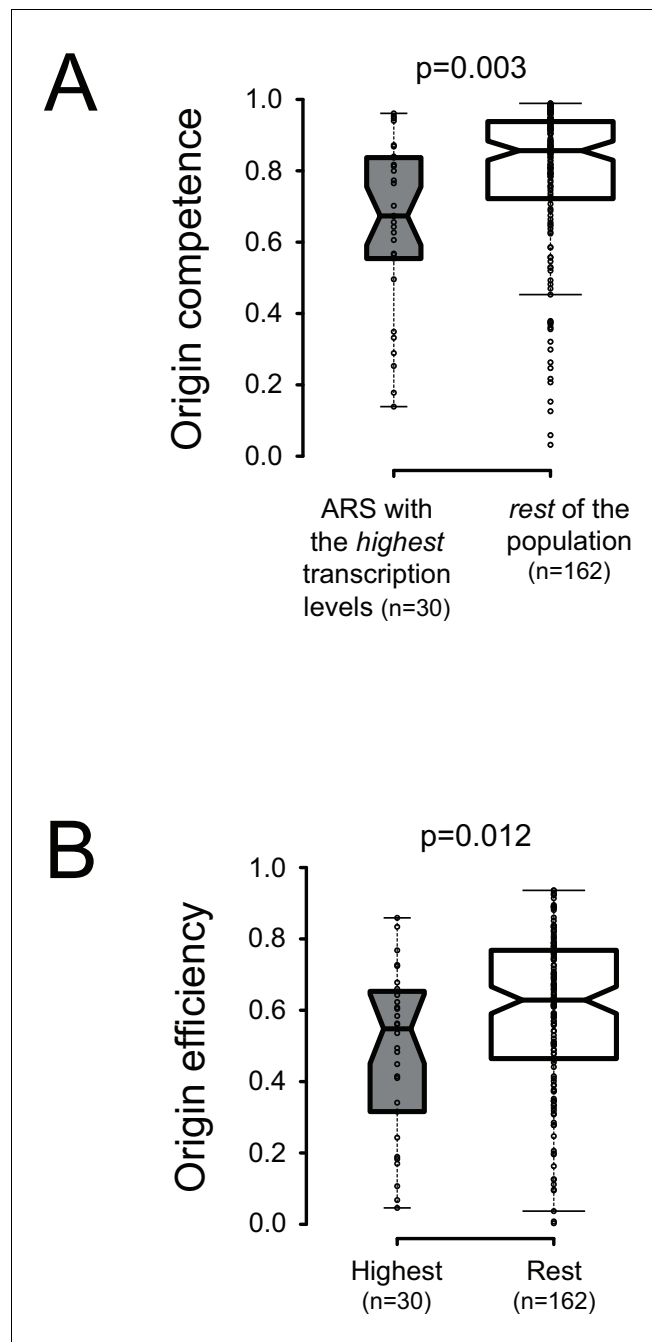 A
p=0.003
Origin competence
1.0
0.8
0.6
0.4
0.2
0.0
ARS with
the highest
transcription
levels (n=30)
rest of the
population
(n=162)
B
p=0.012
Origin efficiency
1.0
0.8
0.6
0.4
0.2
0.0
Highest
(n=30)
Rest
(n=162)